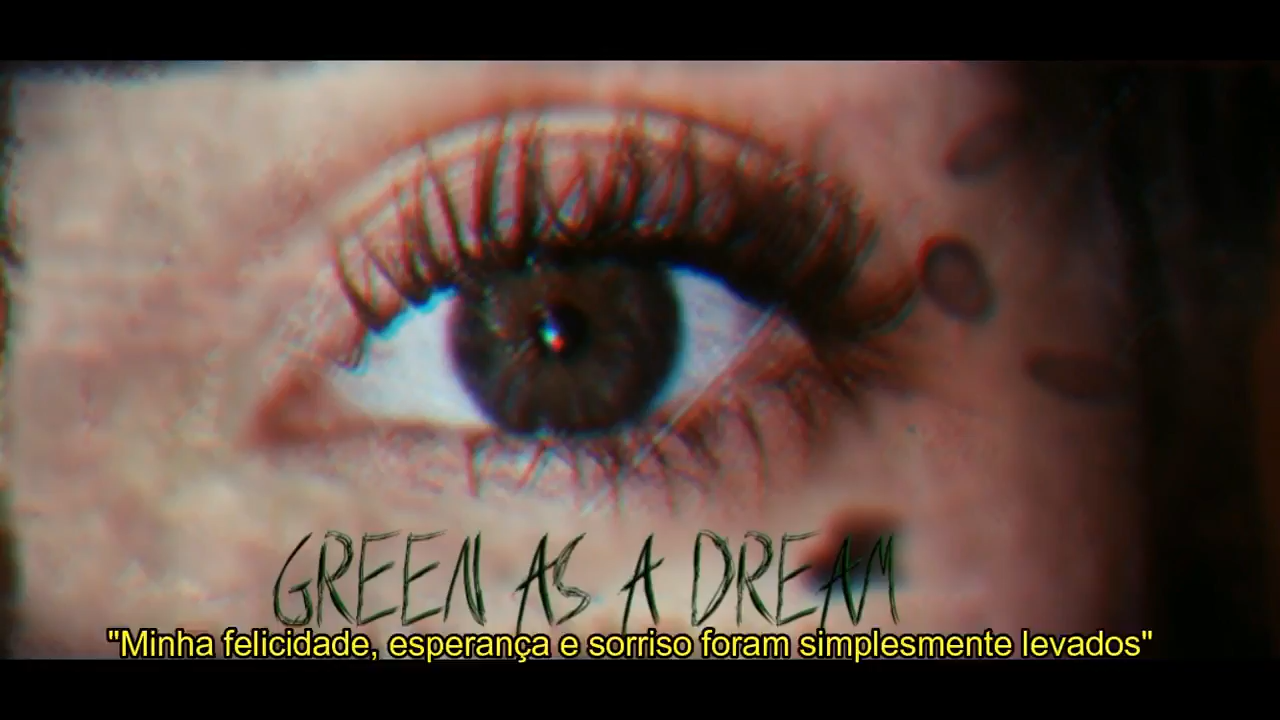 GREEN AS A DREAM
"Minha felicidade, esperança e sorriso foram simplesmente levados"